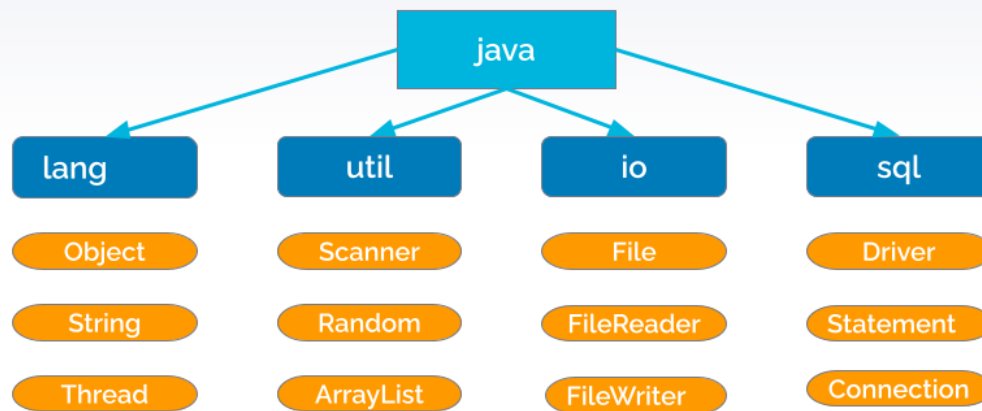 java
lang
util
io
sql
Object
Scanner
File
Driver
String
Random
FileReader
Statement
Thread
ArrayList
FileWriter
Connection